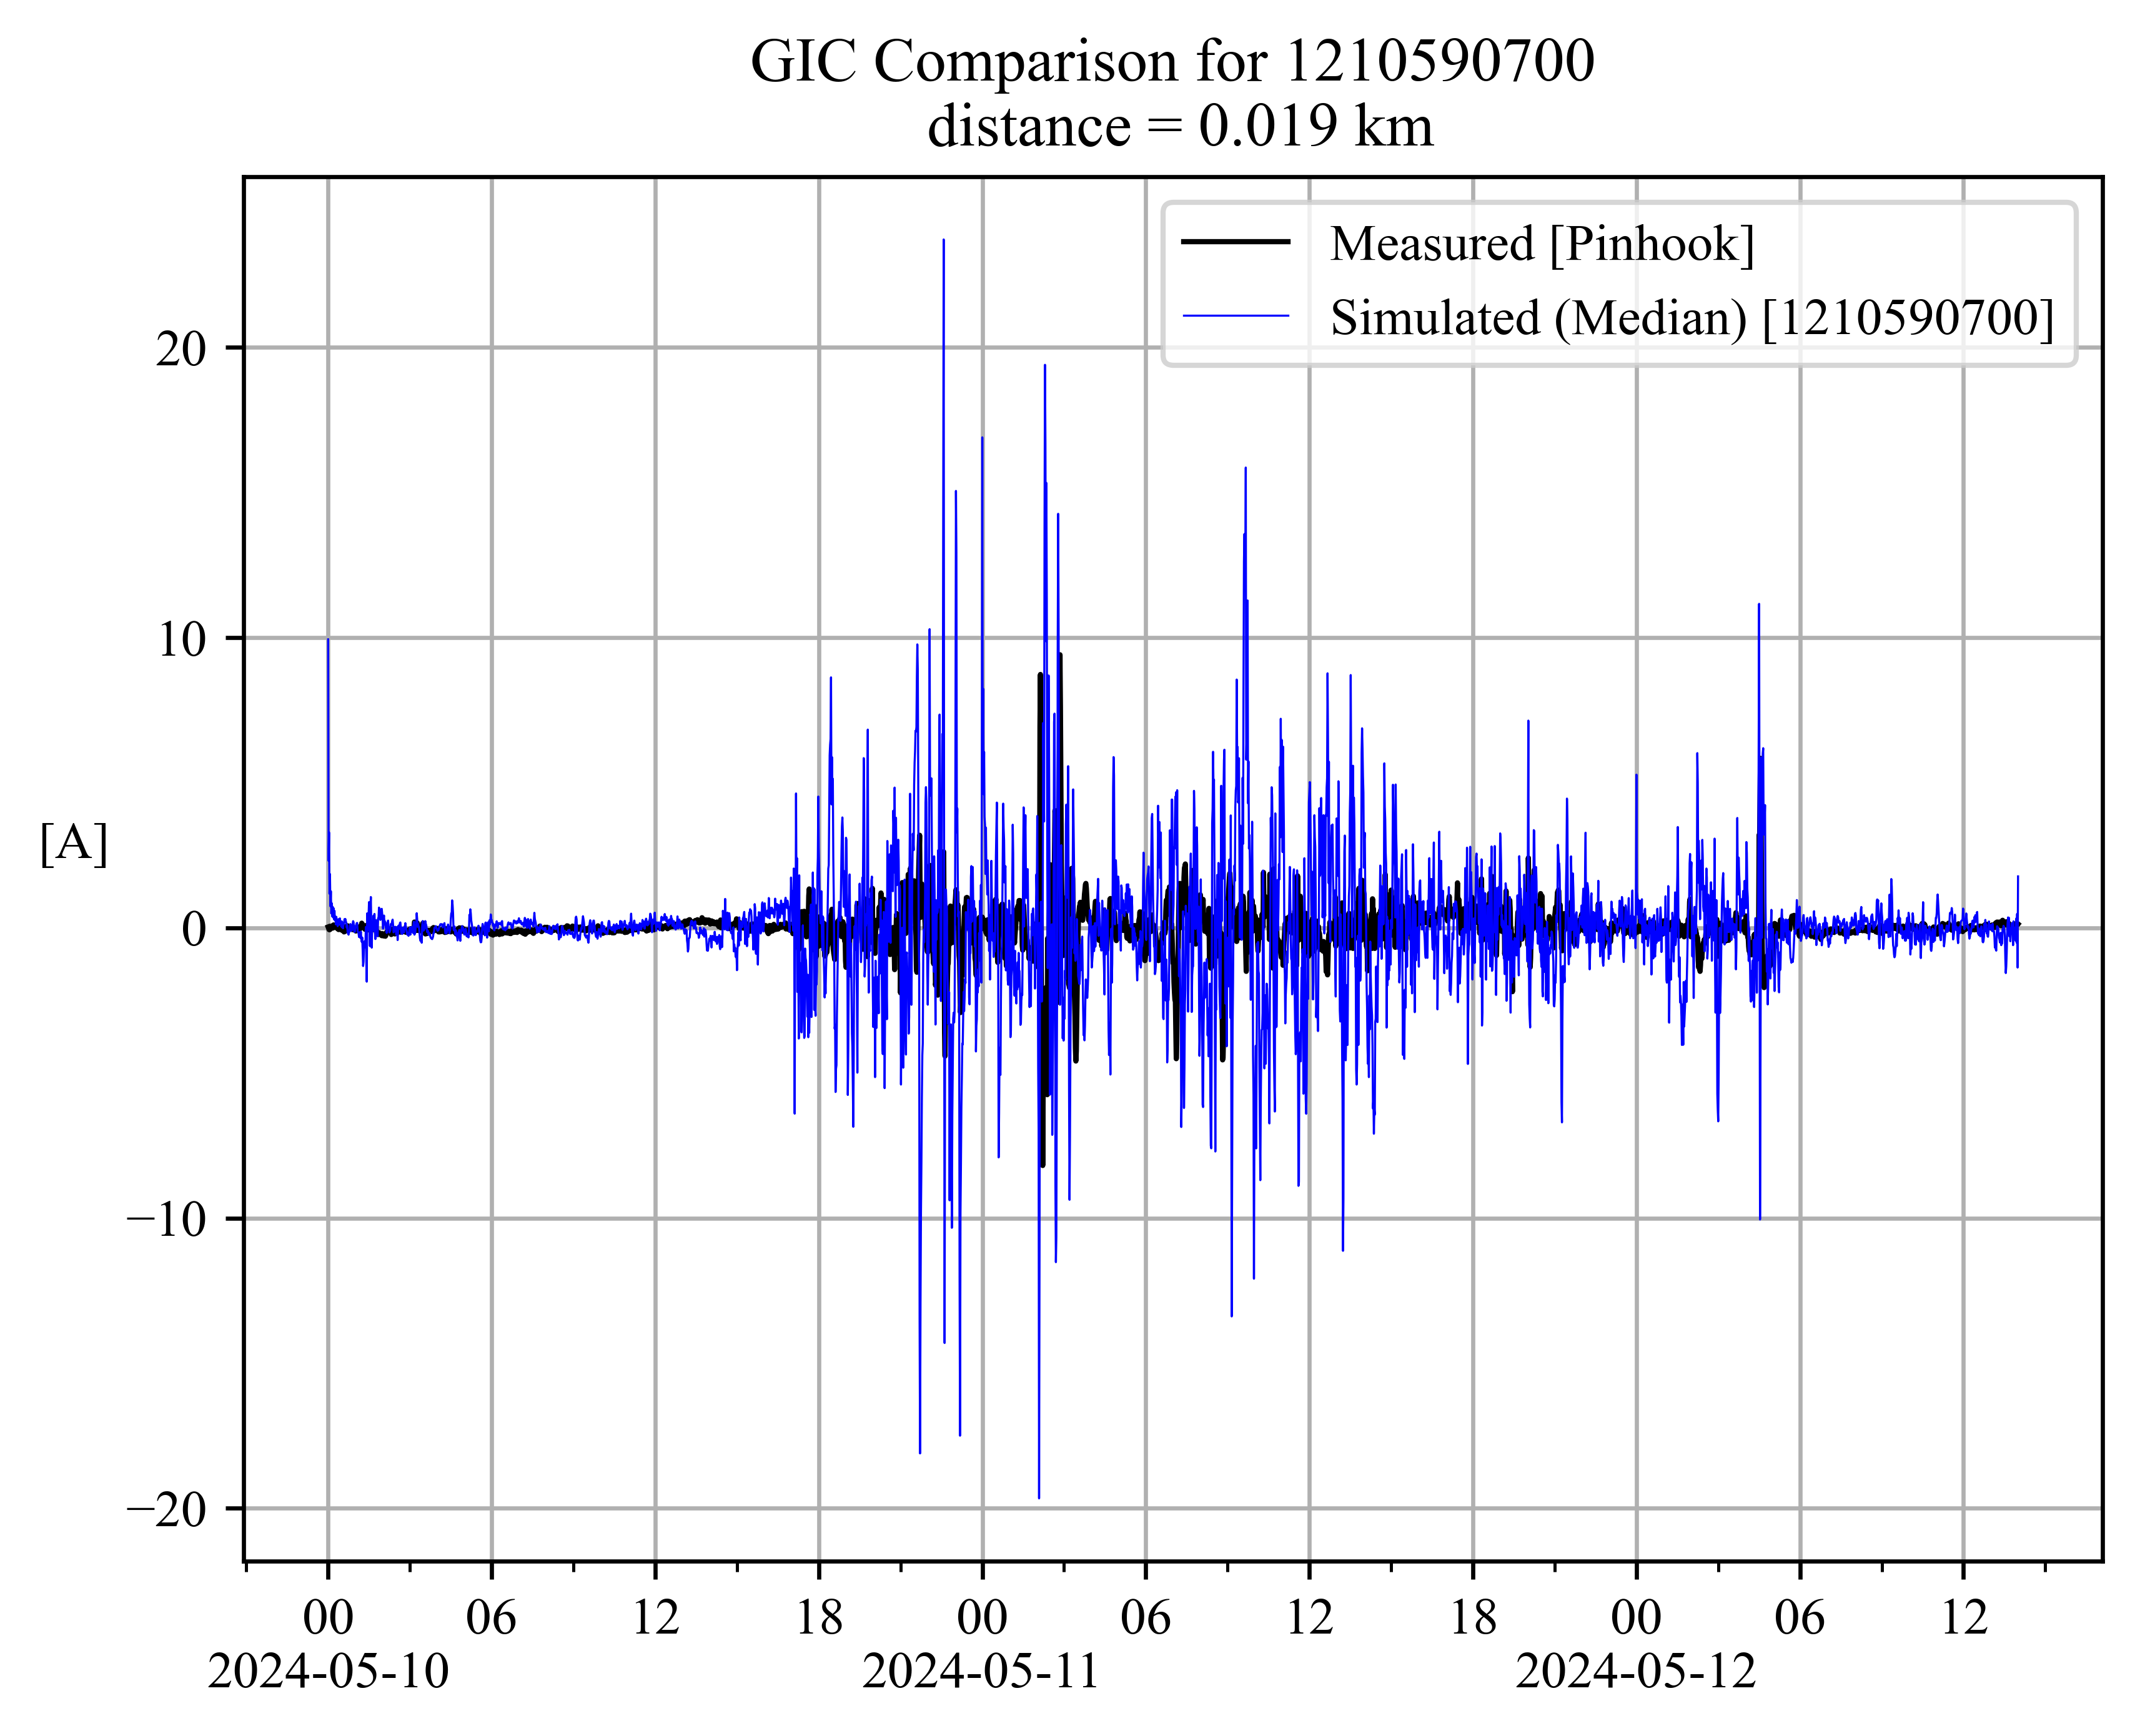 GIC Comparison for 1210590700
distance = 0.019 km
Measured [Pinhook]
Simulated (Median) [1210590700]
20
10
[A]
0
−10
−20
00 06 12 18 00 06 12 18 00 06 12
2024-05-10 2024-05-11 2024-05-12